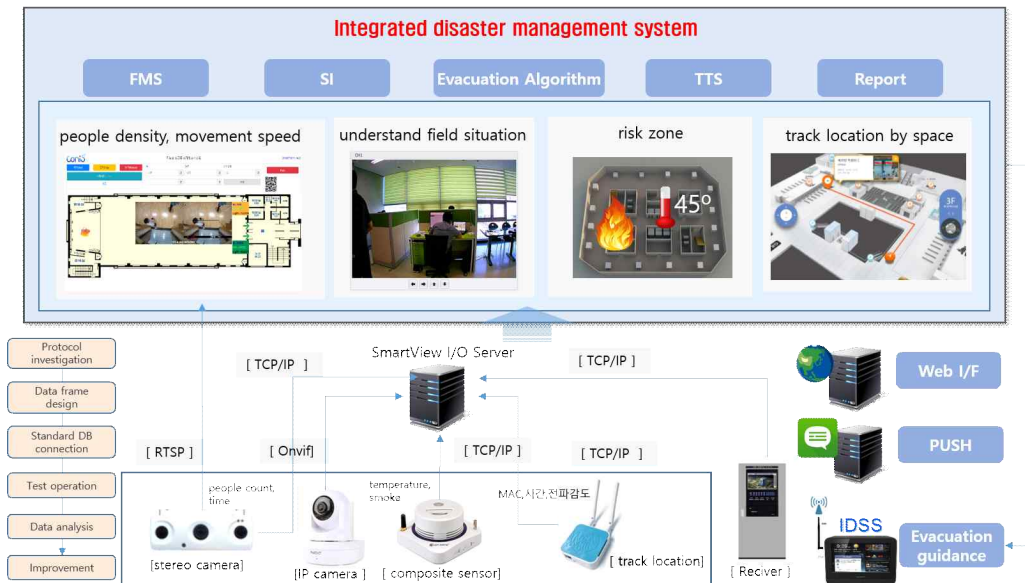 Integrated disaster management system
FMS
SI
Evacuation Algorithm
TTS
Report
people density, movement speed
understand field situation
risk zone
track location by space
45º
3F
SmartView I/O Server
[ TCP/IP ]
[ TCP/IP ]
Protocol
investigation
Data frame
design
Standard DB
connection
Test operation
Data analysis
Improvement
[ RTSP ]
[ Onvif]
[ TCP/IP ]
[ TCP/IP ]
people count,
time
temperature,
smoke
MAC,시간,전파감도
[stereo camera]
[IP camera ]
[ composite sensor]
[ track location]
[ Reciver ]
Web I/F
PUSH
IDSS
Evacuation
guidance